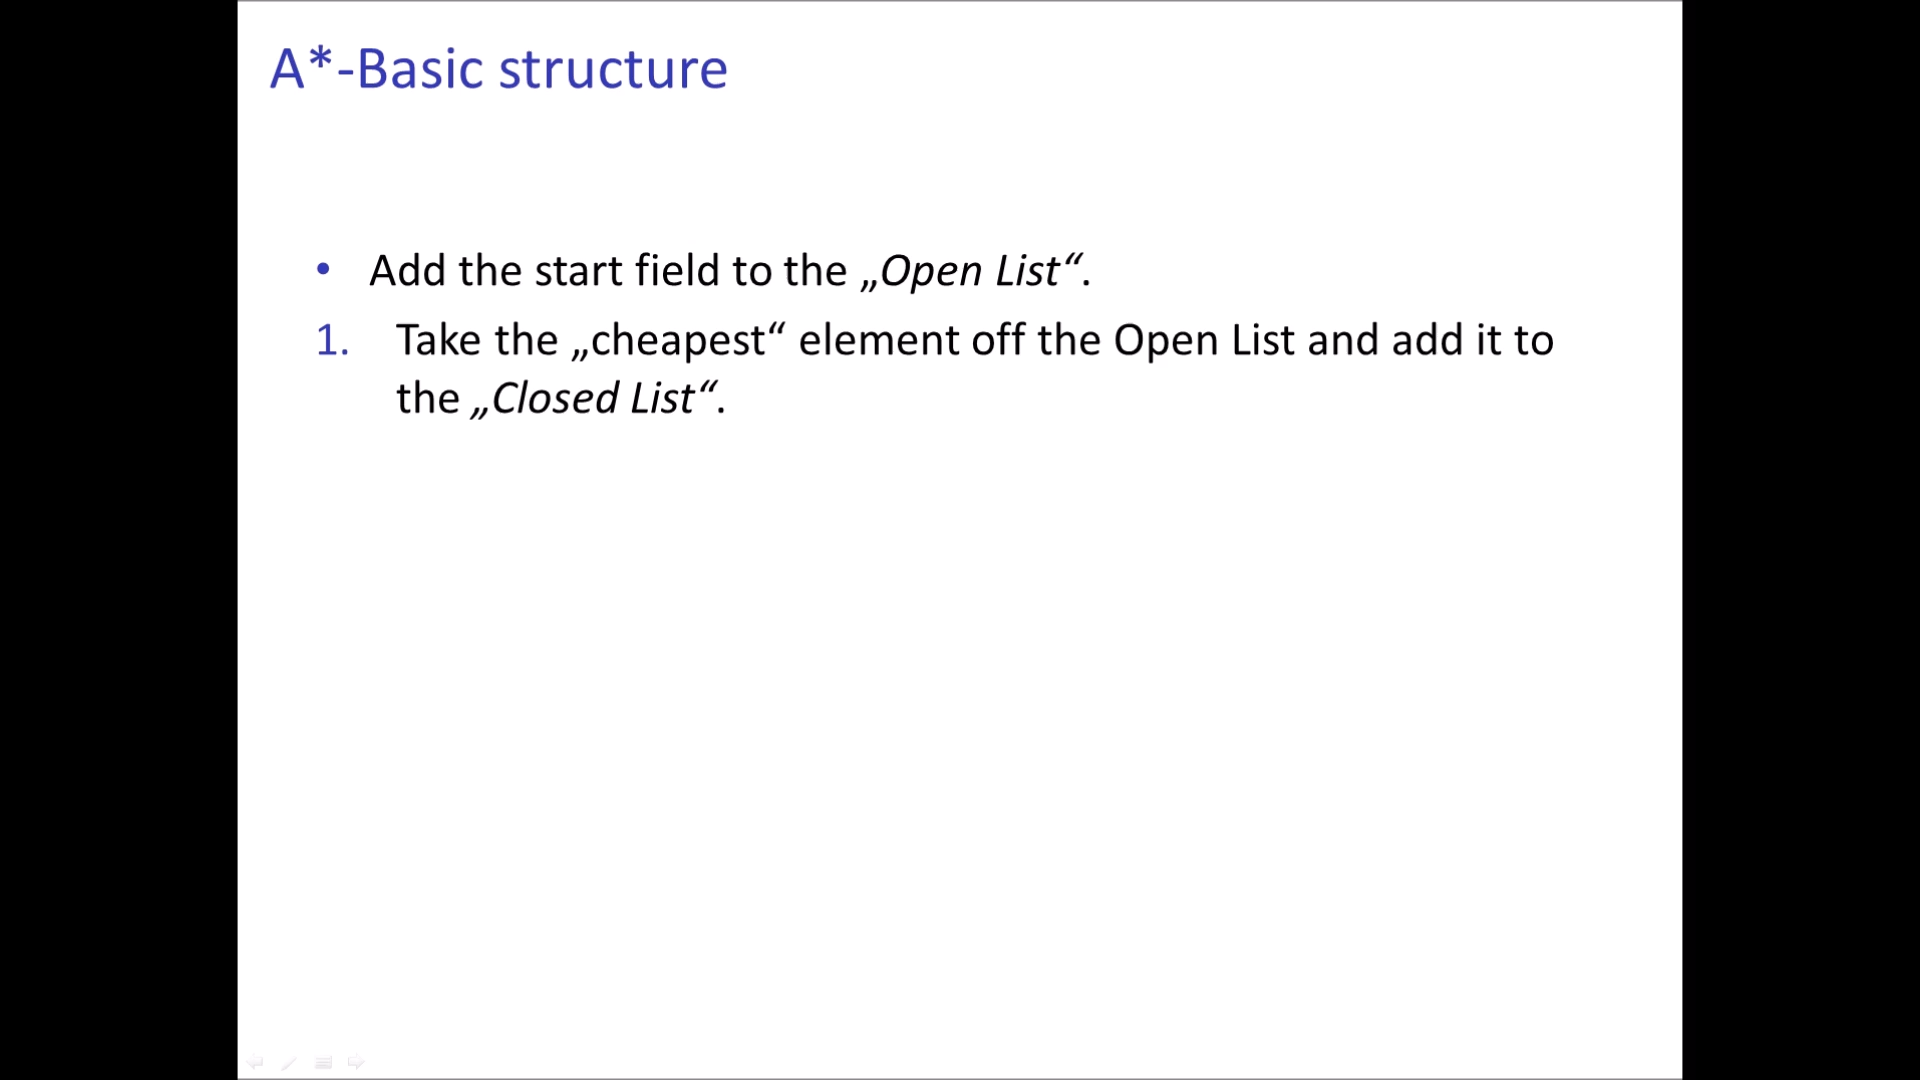 A*-Basic structure
• Add the start field to the „Open List“.
1. Take the „cheapest“ element off the Open List and add it to
the „Closed List“.